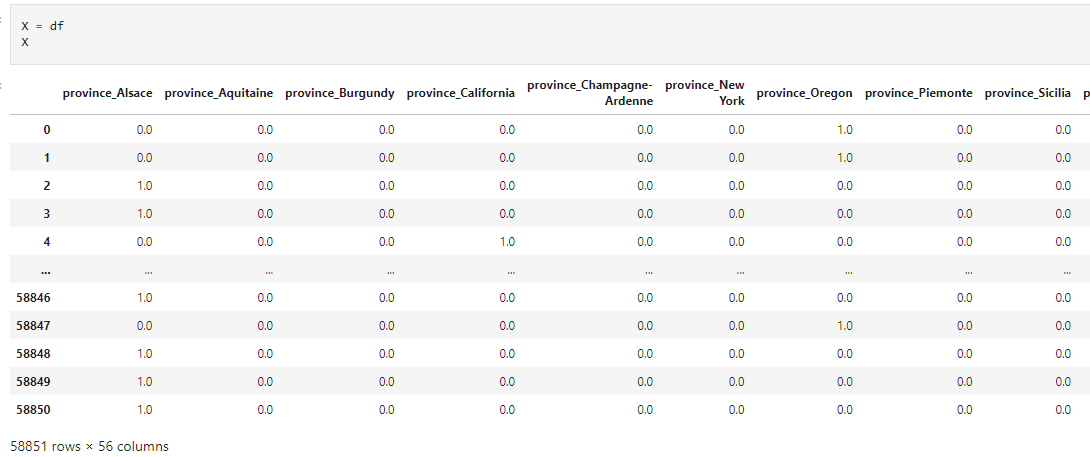 X = df
X
province_Alsace province_Aquitaine province_Burgundy province_California province_Champagne-Ardenne province_New York province_Oregon province_Piemonte province_Sicilia p
0 0.0 0.0 0.0 0.0 0.0 0.0 1.0 0.0 0.0
1 0.0 0.0 0.0 0.0 0.0 0.0 1.0 0.0 0.0
2 1.0 0.0 0.0 0.0 0.0 0.0 0.0 0.0 0.0
3 1.0 0.0 0.0 0.0 0.0 0.0 0.0 0.0 0.0
4 0.0 0.0 0.0 1.0 0.0 0.0 0.0 0.0 0.0
... ... ... ... ... ... ... ... ... ...
58846 1.0 0.0 0.0 0.0 0.0 0.0 0.0 0.0 0.0
58847 0.0 0.0 0.0 0.0 0.0 0.0 1.0 0.0 0.0
58848 1.0 0.0 0.0 0.0 0.0 0.0 0.0 0.0 0.0
58849 1.0 0.0 0.0 0.0 0.0 0.0 0.0 0.0 0.0
58850 1.0 0.0 0.0 0.0 0.0 0.0 0.0 0.0 0.0
58851 rows × 56 columns